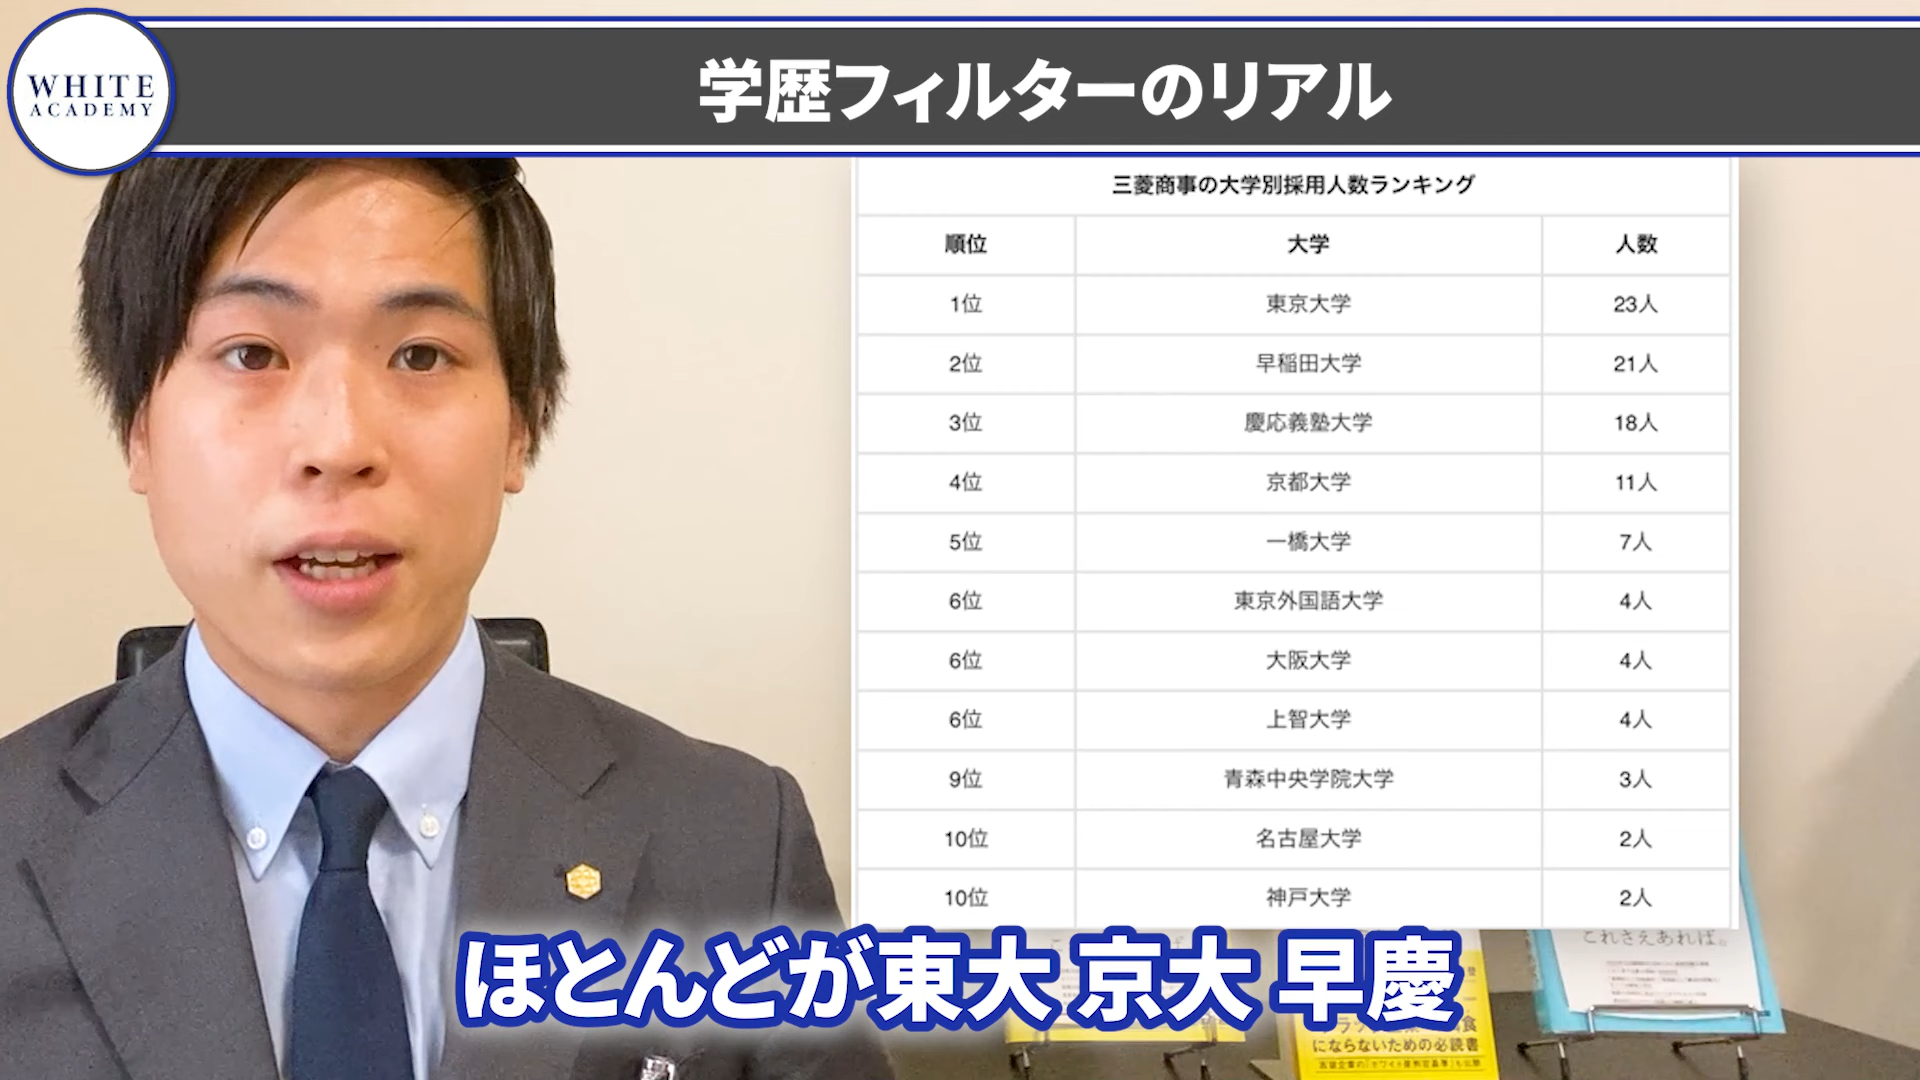 WHITE
ACADEMY
学歴フィルターのリアル
三菱商事の大学別採用人数ランキング
順位 大学 人数
1位 東京大学 23人
2位 早稲田大学 21人
3位 慶応義塾大学 18人
4位 京都大学 11人
5位 一橋大学 7人
6位 東京外国語大学 4人
6位 大阪大学 4人
6位 上智大学 4人
9位 青森中央学院大学 3人
10位 名古屋大学 2人
10位 神戸大学 2人
これさえあれば。
ほとんどが東大 京大 早慶
にならないための必読書